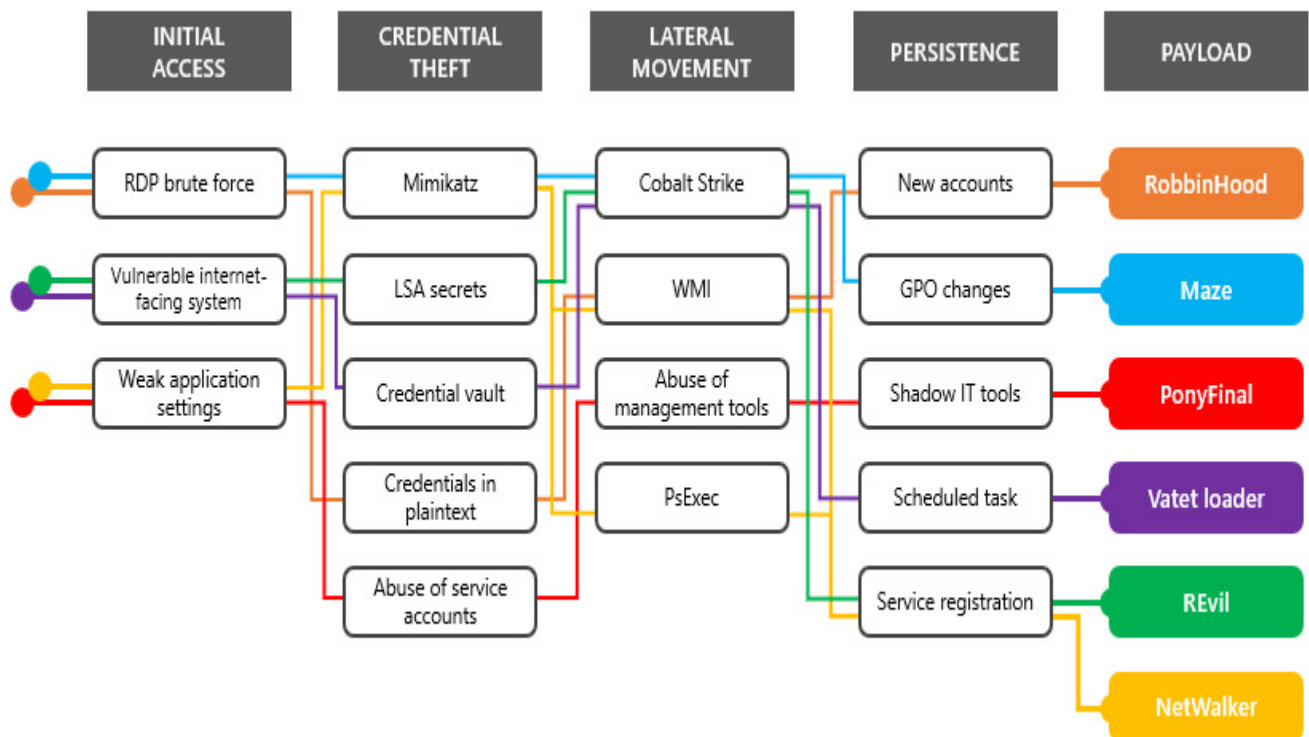 INITIAL
ACCESS
CREDENTIAL
THEFT
LATERAL
MOVEMENT
PERSISTENCE
PAYLOAD
RDP brute force
Mimikatz
Cobalt Strike
New accounts
RobbinHood
Vulnerable internet-
facing system
LSA secrets
WMI
GPO changes
Maze
Weak application
settings
Credential vault
Abuse of
management tools
Shadow IT tools
PonyFinal
Credentials in
plaintext
PsExec
Scheduled task
Vatet loader
Abuse of service
accounts
Service registration
REvil
NetWalker